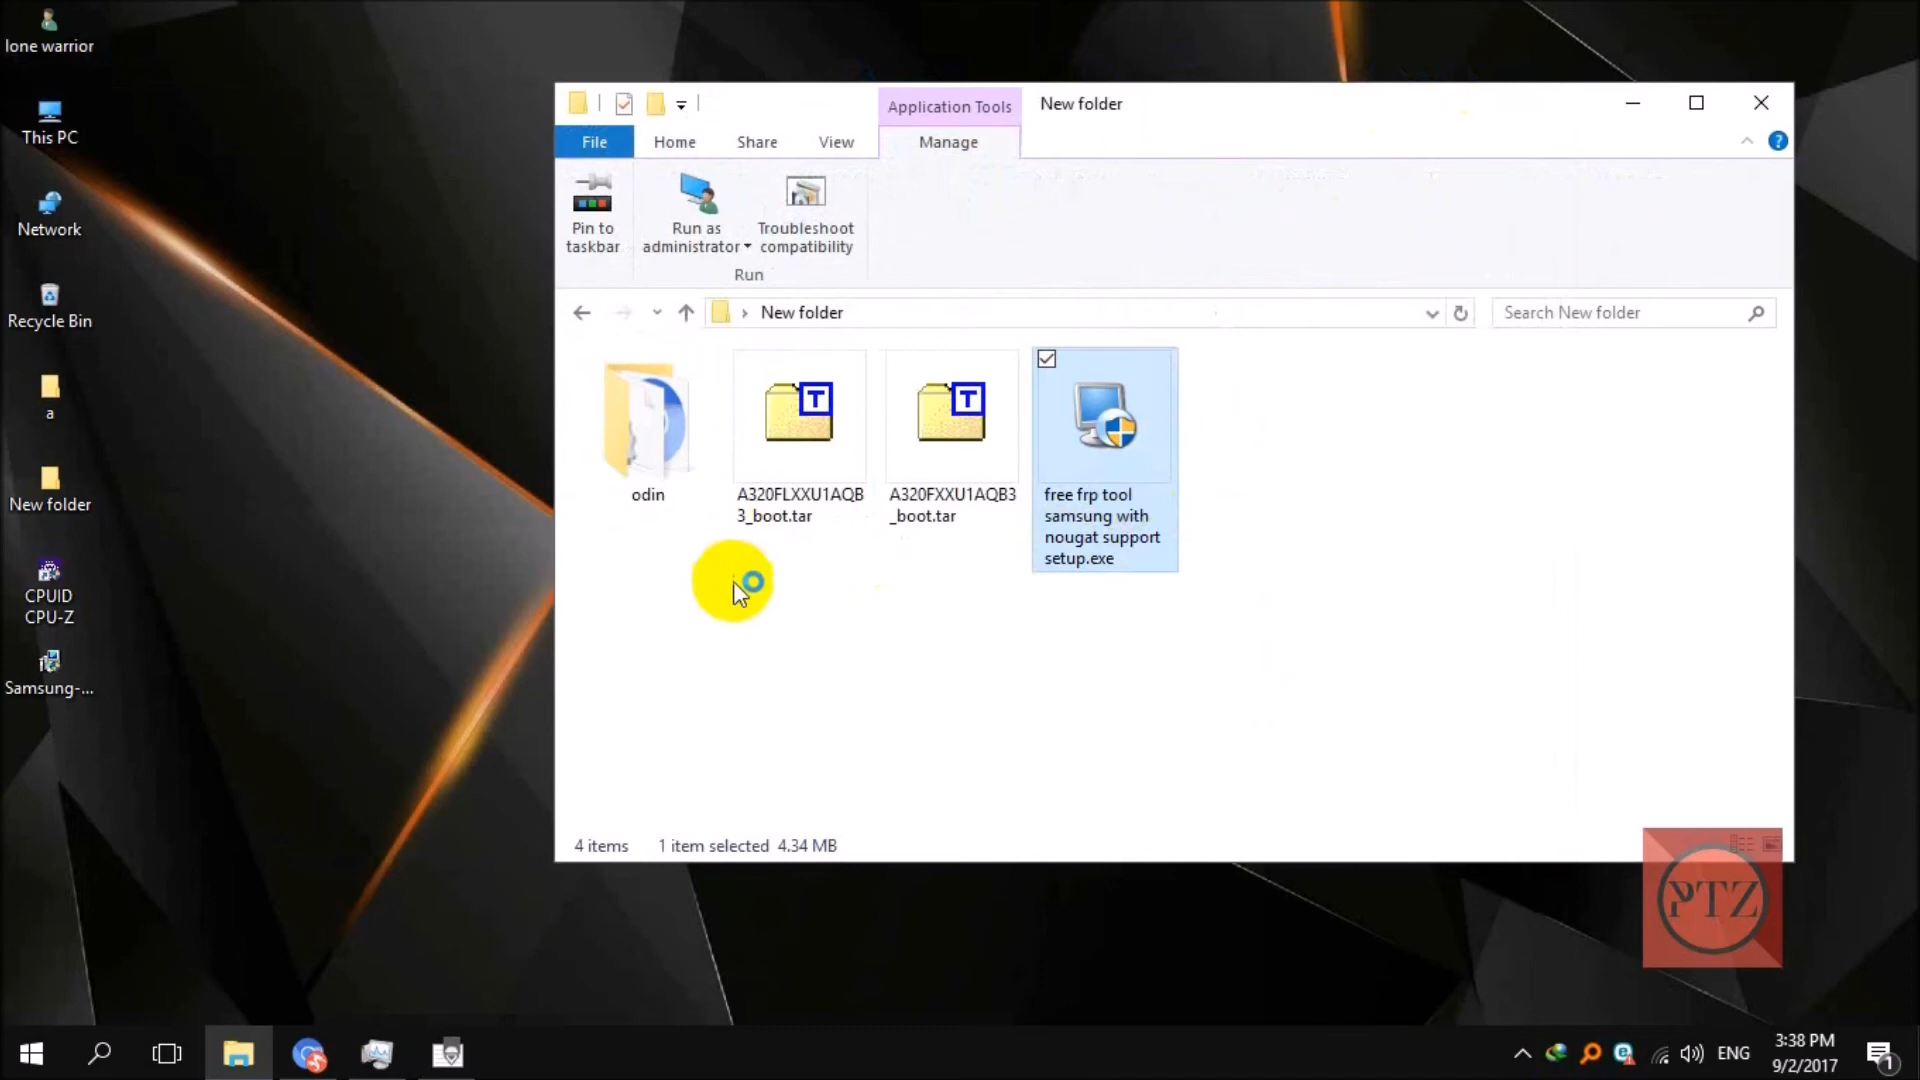 lone warrior
This PC
Network
Recycle Bin
a
New folder
CPUID
CPU-Z
Samsung-...
Application Tools
New folder
File
Home
Share
View
Manage
Pin to
taskbar
Run as
administrator
Troubleshoot
compatibility
Run
New folder
Search New folder
odin
A320FLXXU1AQB
3_boot.tar
A320FXXU1AQB3
_boot.tar
free frp tool
samsung with
nougat support
setup.exe
4 items
1 item selected 4.34 MB
PTZ
ENG
3:38 PM
9/2/2017
1